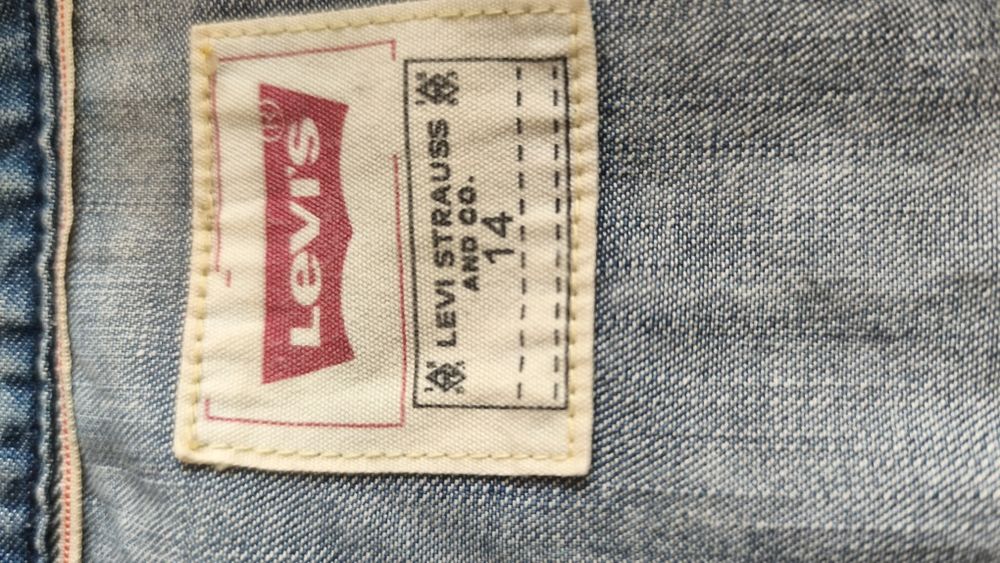 Levi's®
LEVI STRAUSS
AND CO.
14